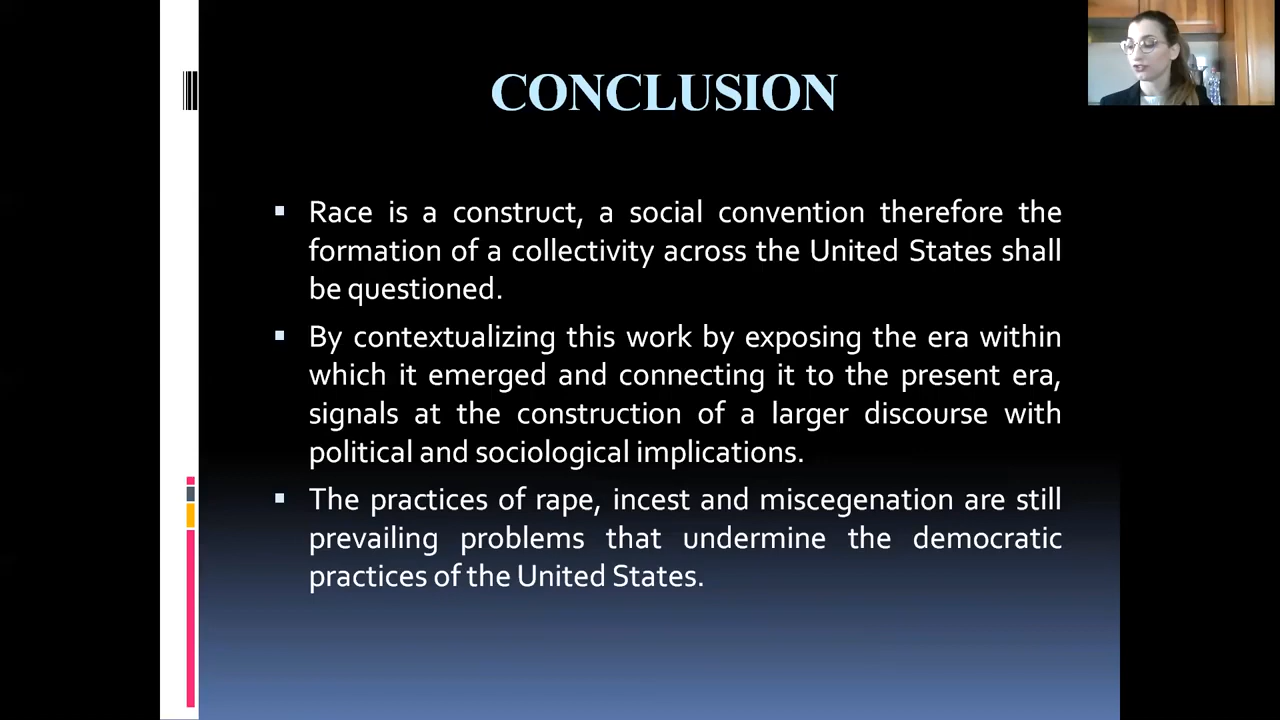 CONCLUSION
Race is a construct, a social convention therefore the
formation of a collectivity across the United States shall
be questioned.
By contextualizing this work by exposing the era within
which it emerged and connecting it to the present era,
signals at the construction of a larger discourse with
political and sociological implications.
The practices of rape, incest and miscegenation are still
prevailing problems that undermine the democratic
practices of the United States.